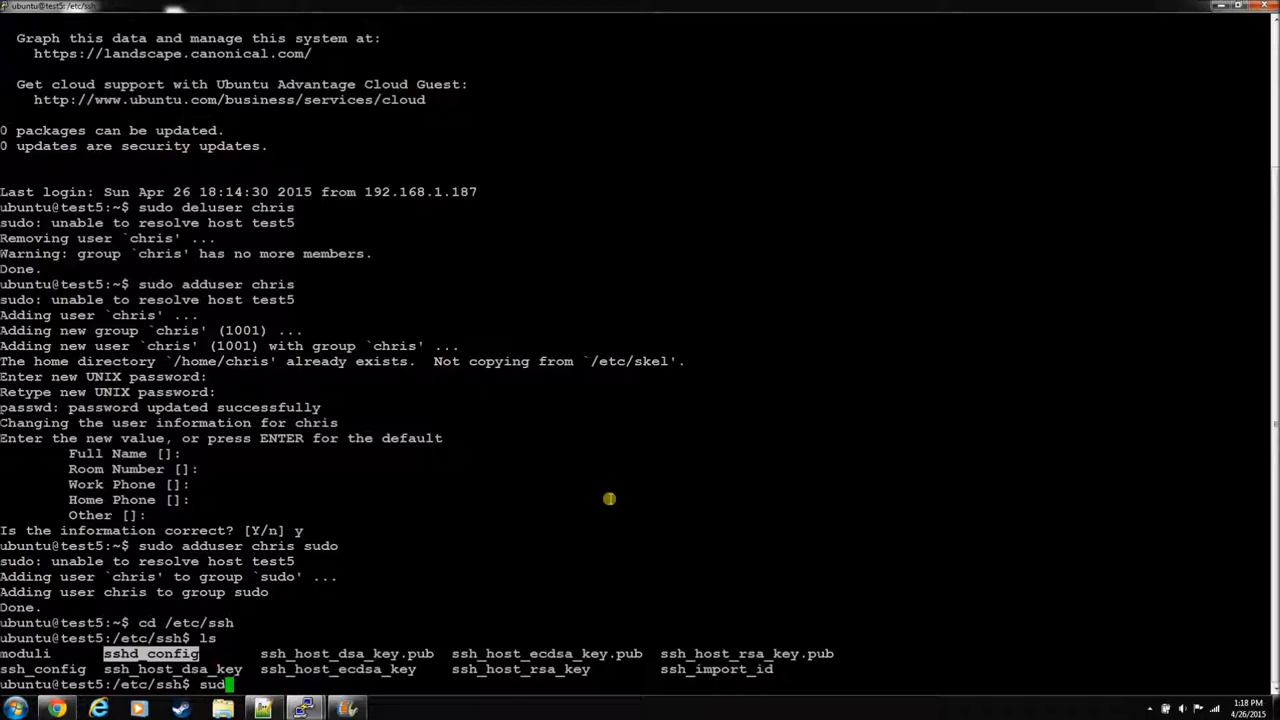 ubuntu@test5: /etc/ssh
Graph this data and manage this system at:
https://landscape.canonical.com/
Get cloud support with Ubuntu Advantage Cloud Guest:
http://www.ubuntu.com/business/services/cloud
0 packages can be updated.
0 updates are security updates.
Last login: Sun Apr 26 18:14:30 2015 from 192.168.1.187
ubuntu@test5:~$ sudo deluser chris
sudo: unable to resolve host test5
Removing user `chris' ...
Warning: group `chris' has no more members.
Done.
ubuntu@test5:~$ sudo adduser chris
sudo: unable to resolve host test5
Adding user `chris' ...
Adding new group `chris' (1001) ...
Adding new user `chris' (1001) with group `chris' ...
The home directory `/home/chris' already exists.  Not copying from `/etc/skel'.
Enter new UNIX password:
Retype new UNIX password:
passwd: password updated successfully
Changing the user information for chris
Enter the new value, or press ENTER for the default
Full Name []:
Room Number []:
Work Phone []:
Home Phone []:
Other []:
Is the information correct? [Y/n] y
ubuntu@test5:~$ sudo adduser chris sudo
sudo: unable to resolve host test5
Adding user `chris' to group `sudo' ...
Adding user chris to group sudo
Done.
ubuntu@test5:~$ cd /etc/ssh
ubuntu@test5:/etc/ssh$ ls
moduli sshd_config ssh_host_dsa_key.pub ssh_host_ecdsa_key.pub ssh_host_rsa_key.pub
ssh_config ssh_host_dsa_key ssh_host_ecdsa_key ssh_host_rsa_key ssh_import_id
ubuntu@test5:/etc/ssh$ sud
1:18 PM
4/26/2015